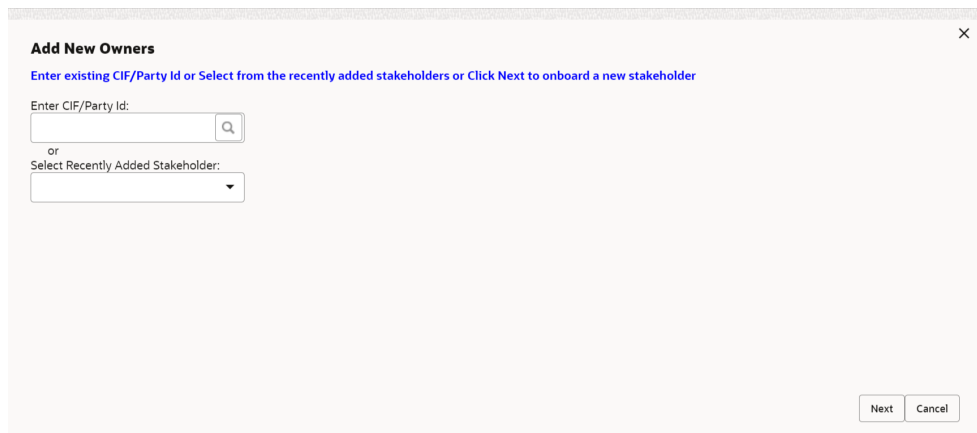 Add New Owners
Enter existing CIF/Party Id or Select from the recently added stakeholders or Click Next to onboard a new stakeholder
Enter CIF/Party Id:
or
Select Recently Added Stakeholder:
Next Cancel